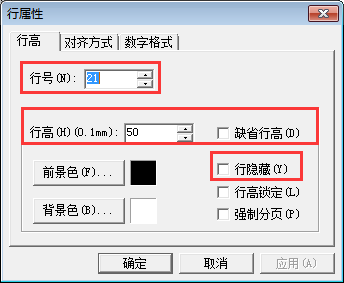 行属性
行高 对齐方式 数字格式
行号(N): 21
行高(H)(0.1mm): 50 缺省行高(D)
前景色(F)... 行隐藏(Y)
行高锁定(L)
背景色(B)... 强制分页(P)
确定 取消 应用(A)